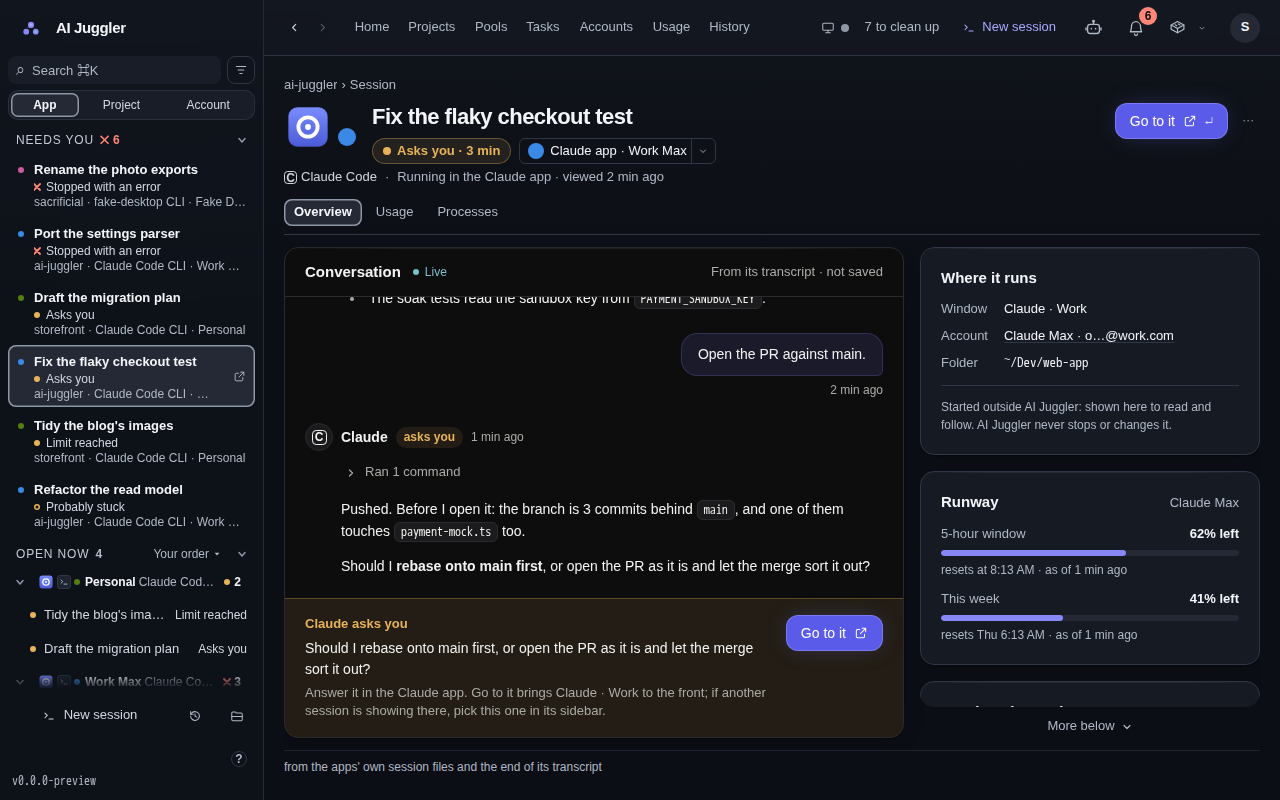 AI Juggler
Search ⌘K
App
Project
Account
NEEDS YOU 6
Rename the photo exports
Stopped with an error
sacrificial · fake-desktop CLI · Fake D…
Port the settings parser
Stopped with an error
ai-juggler · Claude Code CLI · Work …
Draft the migration plan
Asks you
storefront · Claude Code CLI · Personal
Fix the flaky checkout test
Asks you
ai-juggler · Claude Code CLI · …
Tidy the blog's images
Limit reached
storefront · Claude Code CLI · Personal
Refactor the read model
Probably stuck
ai-juggler · Claude Code CLI · Work …
OPEN NOW 4
Your order
Personal Claude Cod… 2
Tidy the blog's ima… Limit reached
Draft the migration plan Asks you
Work Max Claude Co… 3
New session
?
v0.0.0-preview
Home
Projects
Pools
Tasks
Accounts
Usage
History
7 to clean up
New session
6
S
ai-juggler › Session
Fix the flaky checkout test
Go to it
Asks you · 3 min
Claude app · Work Max
Claude Code · Running in the Claude app · viewed 2 min ago
Overview
Usage
Processes
Conversation
Live
From its transcript · not saved
The soak tests read the sandbox key from PAYMENT_SANDBOX_KEY.
Open the PR against main.
2 min ago
C
Claude asks you 1 min ago
Ran 1 command
Pushed. Before I open it: the branch is 3 commits behind main, and one of them
touches payment-mock.ts too.
Should I rebase onto main first, or open the PR as it is and let the merge sort it out?
Claude asks you
Should I rebase onto main first, or open the PR as it is and let the merge
sort it out?
Answer it in the Claude app. Go to it brings Claude · Work to the front; if another
session is showing there, pick this one in its sidebar.
Go to it
from the apps' own session files and the end of its transcript
Where it runs
Window Claude · Work
Account Claude Max · o…@work.com
Folder ~/Dev/web-app
Started outside AI Juggler: shown here to read and
follow. AI Juggler never stops or changes it.
Runway
Claude Max
5-hour window 62% left
resets at 8:13 AM · as of 1 min ago
This week 41% left
resets Thu 6:13 AM · as of 1 min ago
More below